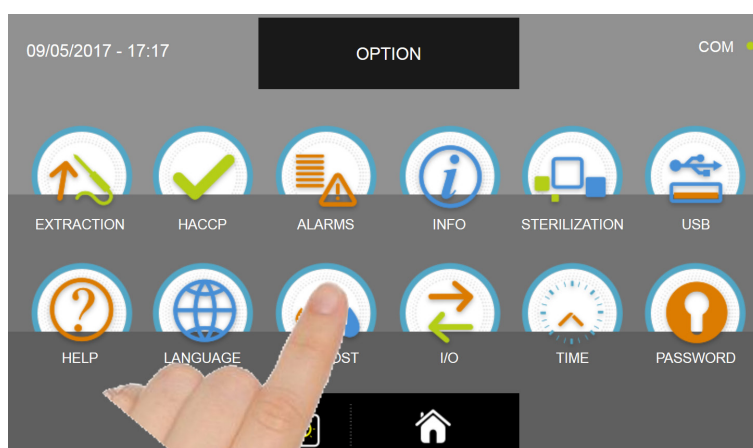 09/05/2017 - 17:17
OPTION
COM
EXTRACTION
HACCP
ALARMS
INFO
STERILIZATION
USB
HELP
LANGUAGE
I/O
TIME
PASSWORD